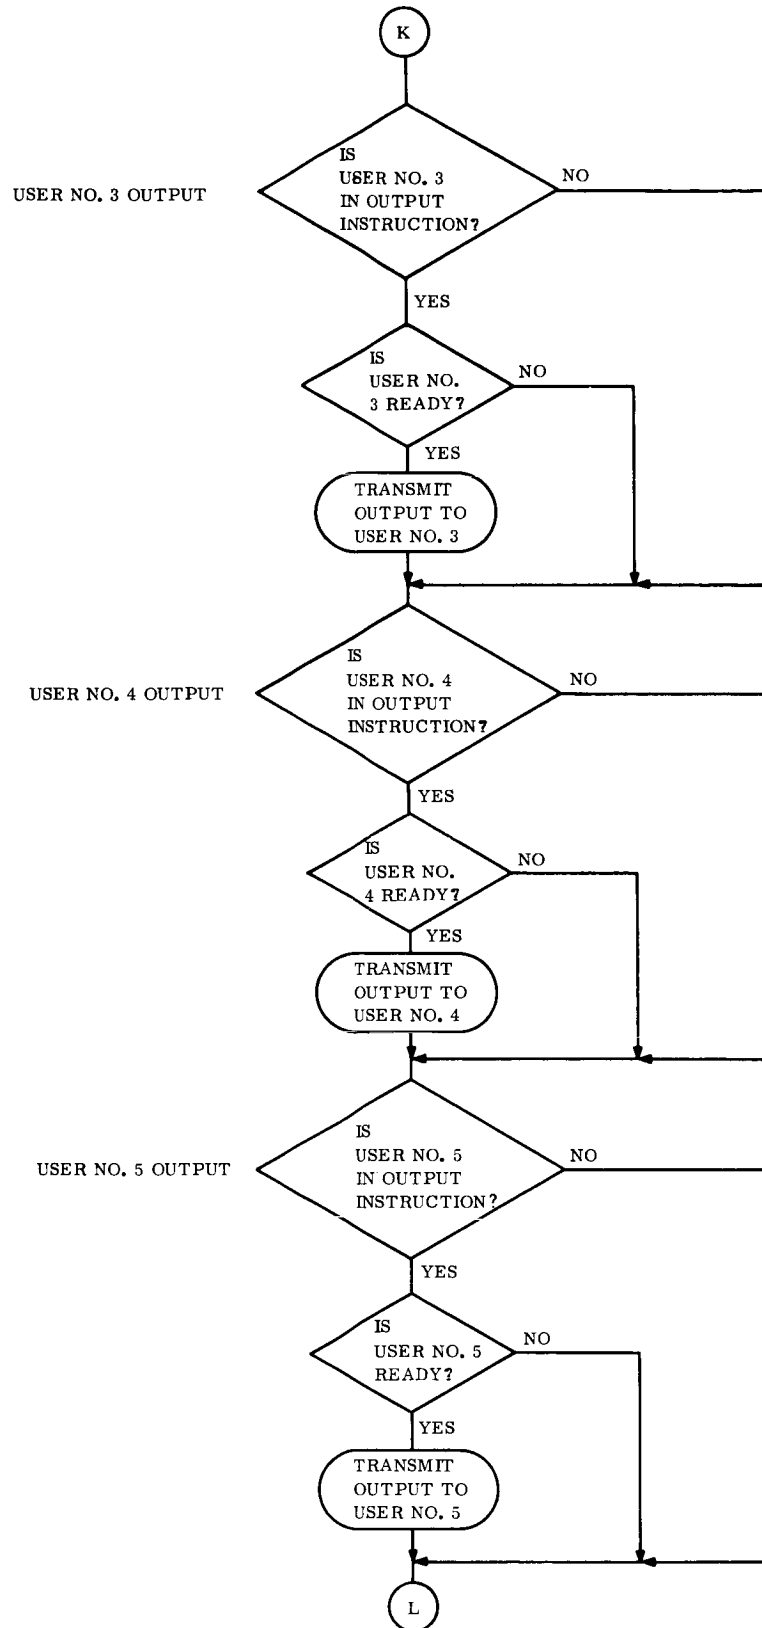 K
IS
USER NO. 3
IN OUTPUT
INSTRUCTION?
NO
USER NO. 3 OUTPUT
YES
IS
USER NO.
3 READY?
NO
YES
TRANSMIT
OUTPUT TO
USER NO. 3
IS
USER NO. 4
IN OUTPUT
INSTRUCTION?
NO
USER NO. 4 OUTPUT
YES
IS
USER NO.
4 READY?
NO
YES
TRANSMIT
OUTPUT TO
USER NO. 4
IS
USER NO. 5
IN OUTPUT
INSTRUCTION?
NO
USER NO. 5 OUTPUT
YES
IS
USER NO. 5
READY?
NO
YES
TRANSMIT
OUTPUT TO
USER NO. 5
L